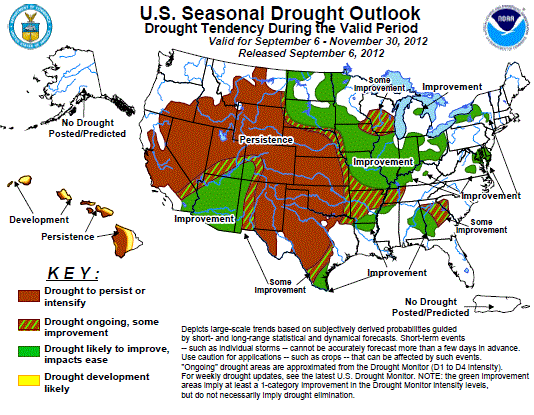 U.S. Seasonal Drought Outlook
Drought Tendency During the Valid Period
Valid for September 6 - November 30, 2012
Released September 6, 2012
NOAA
Some
Improvement
Improvement
No Drought
Posted/Predicted
Persistence
Improvement
Development
Improvement
Improvement
Some
Improvement
Persistence
Improvement
Some
Improvement
No Drought
Posted/Predicted
KEY:
Drought to persist or
intensify
Drought ongoing, some
improvement
Drought likely to improve,
impacts ease
Drought development
likely
Depicts large-scale trends based on subjectively derived probabilities guided
by short- and long-range statistical and dynamical forecasts. Short-term events
-- such as individual storms -- cannot be accurately forecast more than a few days in advance.
Use caution for applications -- such as crops -- that can be affected by such events.
"Ongoing" drought areas are approximated from the Drought Monitor (D1 to D4 intensity).
For weekly drought updates, see the latest U.S. Drought Monitor. NOTE: the green improvement
areas imply at least a 1-category improvement in the Drought Monitor intensity levels,
but do not necessarily imply drought elimination.